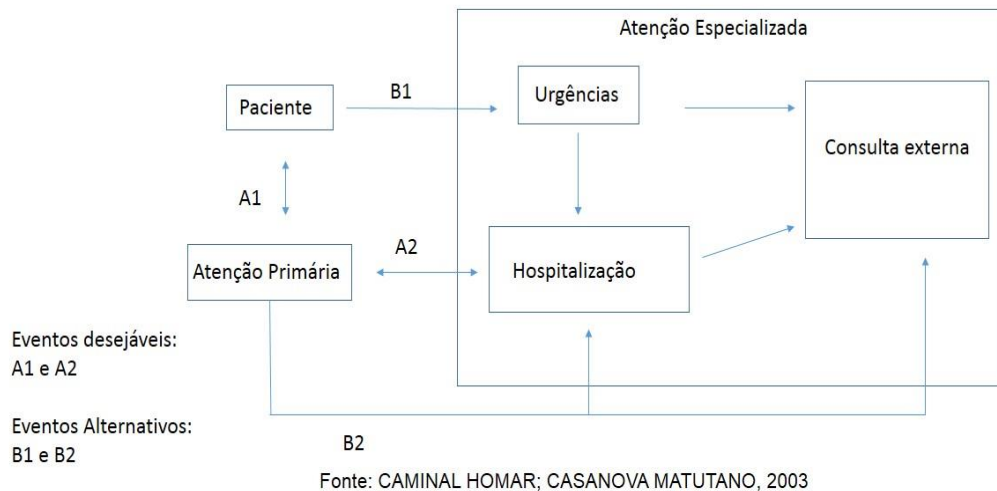 Atenção Especializada
B1
Urgências
Paciente
Consulta externa
A1
A2
Atenção Primária
Hospitalização
Eventos desejáveis:
A1 e A2
Eventos Alternativos:
B1 e B2
B2
Fonte: CAMINAL HOMAR; CASANOVA MATUTANO, 2003